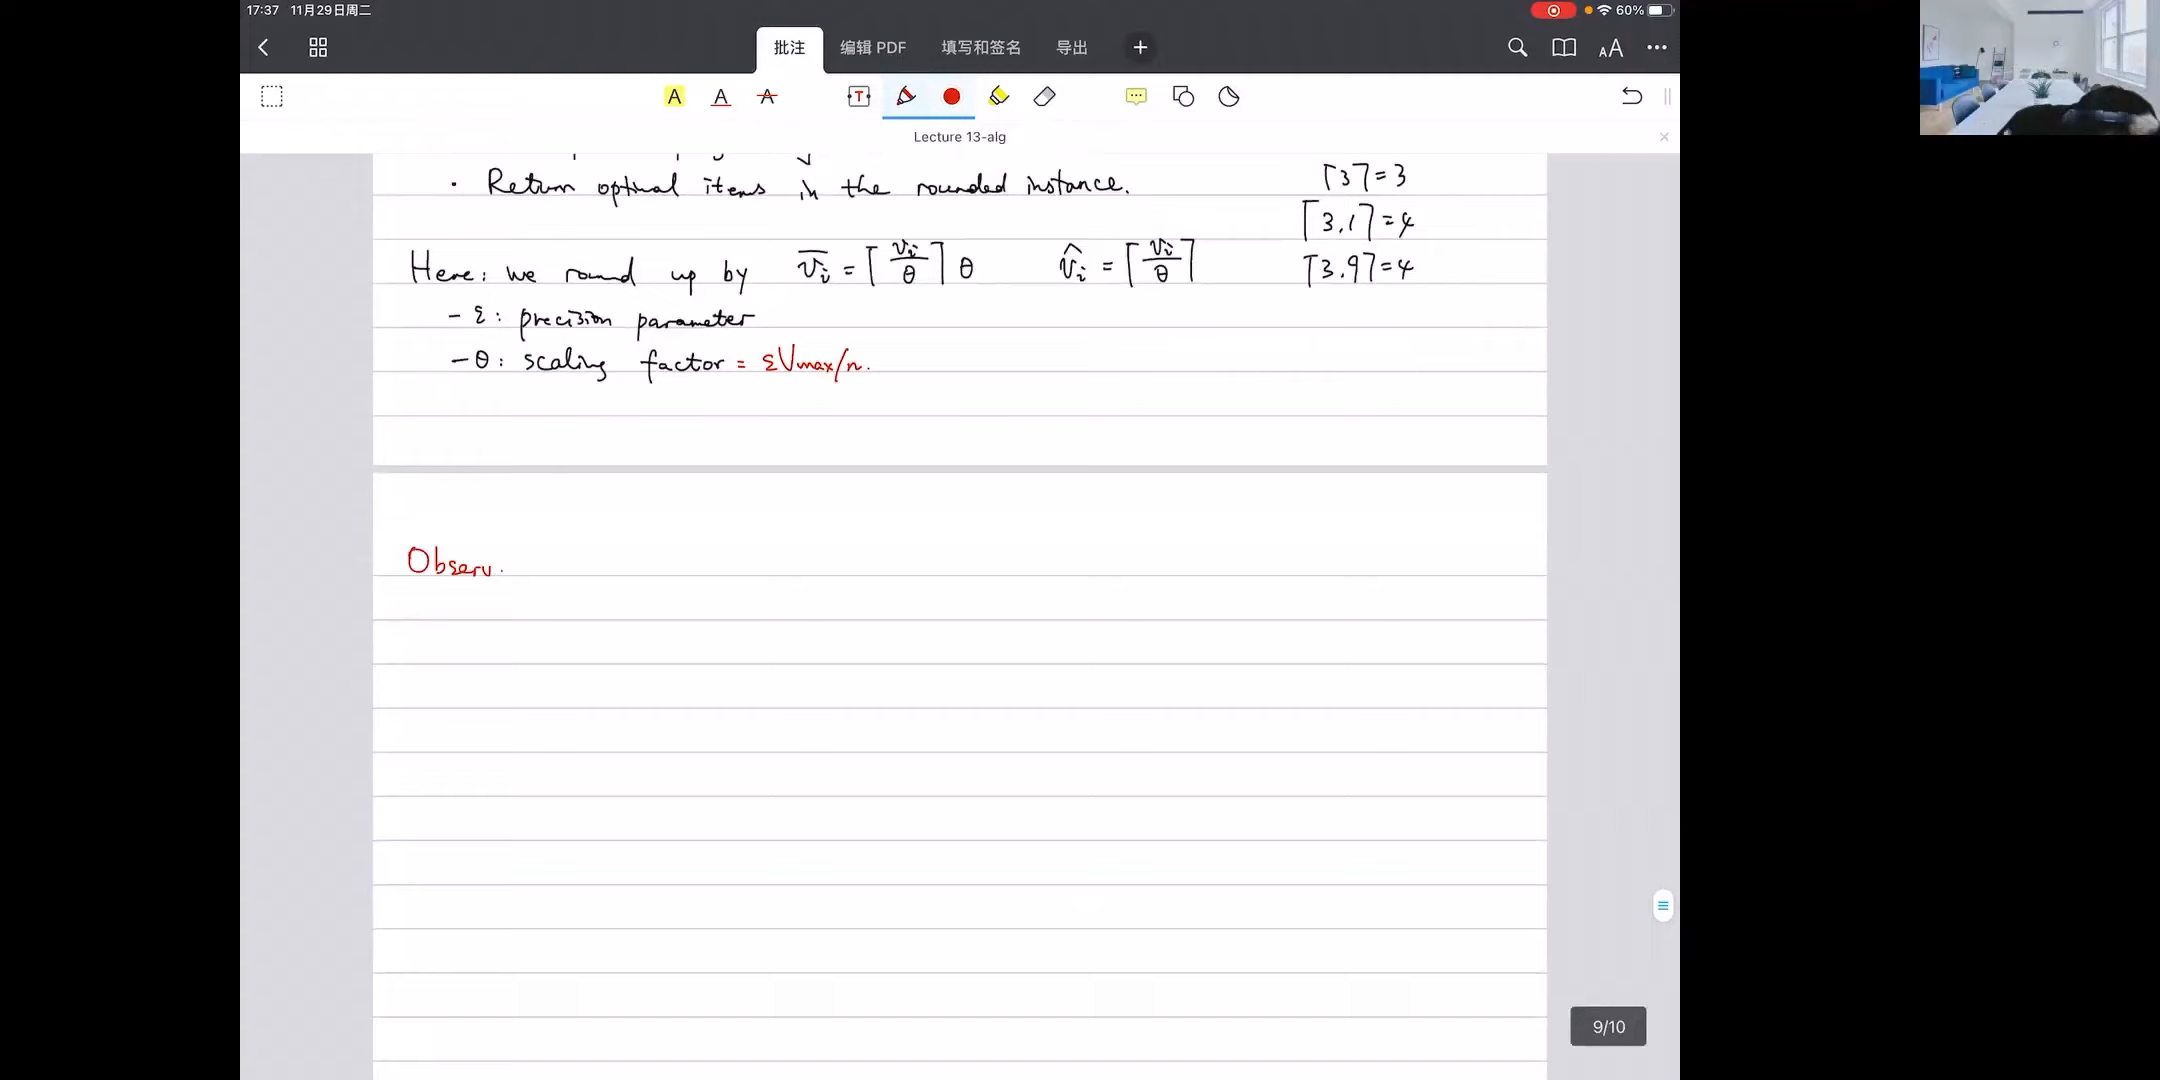 17:37 11月29日周二
60%
批注 编辑 PDF 填写和签名 导出
Lecture 13-alg
· Return optimal items in the rounded instance.
⌈3⌉=3
⌈3.1⌉=4
Here: we round up by v̅ᵢ = ⌈vᵢ/θ⌉ θ v̂ᵢ = ⌈vᵢ/θ⌉
⌈3.9⌉=4
- ε: precision parameter
- θ: scaling factor = εVmax/n.
Observ.
9/10